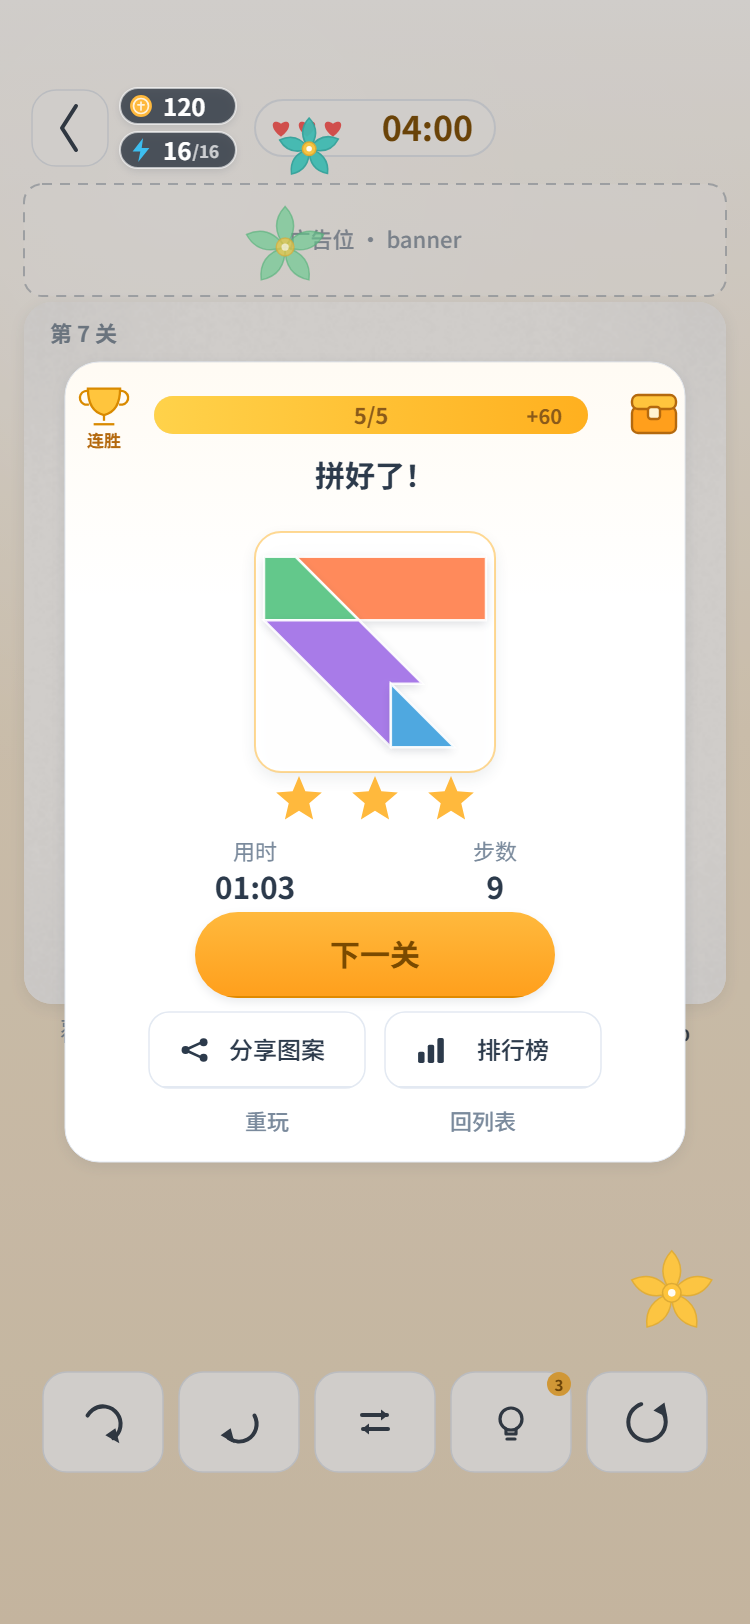 120
16/16
04:00
告位 · banner
第 7 关
连胜
5/5
+60
拼好了!
用时
步数
01:03
9
下一关
分享图案
排行榜
重玩
回列表
3